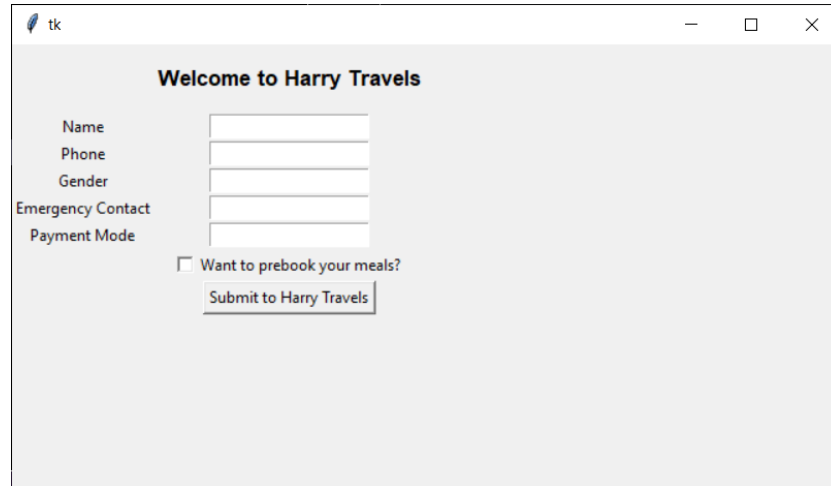 tk
Welcome to Harry Travels
Name
Phone
Gender
Emergency Contact
Payment Mode
Want to prebook your meals?
Submit to Harry Travels